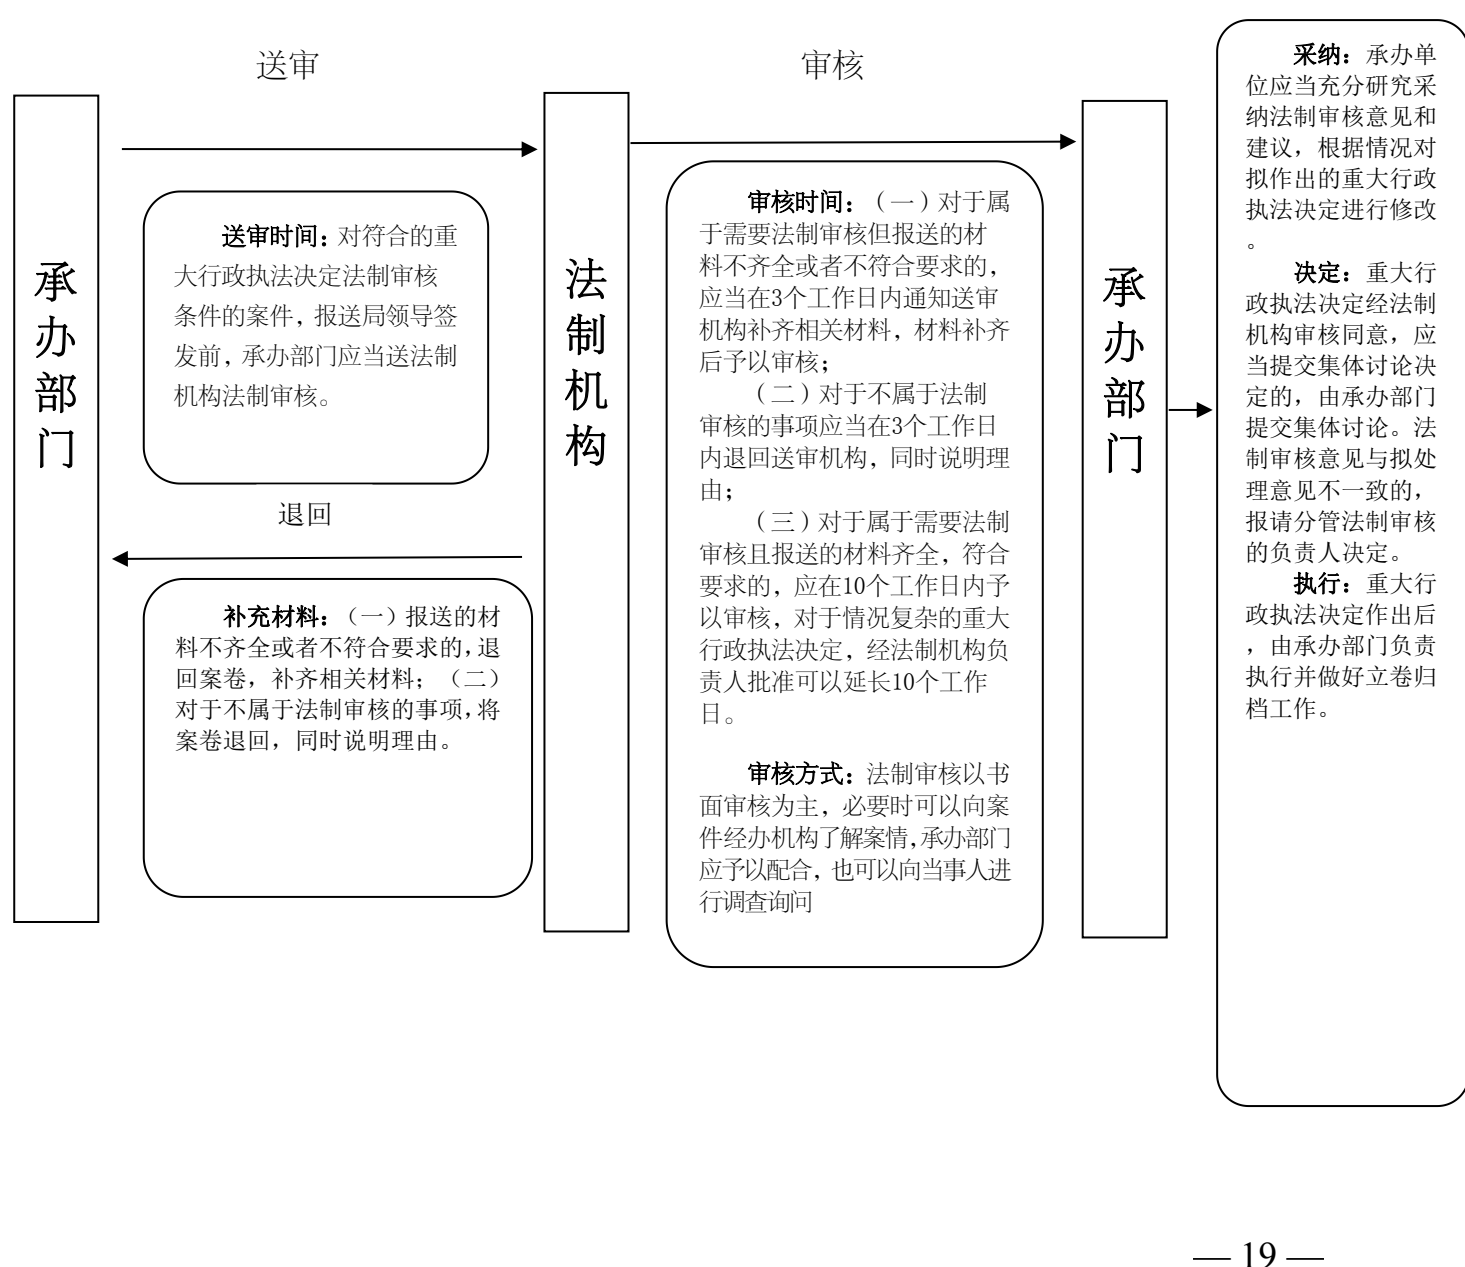 送审
承办部门
送审时间：对符合的重
大行政执法决定法制审核
条件的案件，报送局领导签
发前，承办部门应当送法制
机构法制审核。
退回
补充材料：（一）报送的材
料不齐全或者不符合要求的，退
回案卷，补齐相关材料；（二）
对于不属于法制审核的事项，将
案卷退回，同时说明理由。
法制机构
审核
审核时间：（一）对于属
于需要法制审核但报送的材
料不齐全或者不符合要求的，
应当在3个工作日内通知送审
机构补齐相关材料，材料补齐
后予以审核；
（二）对于不属于法制
审核的事项应当在3个工作日
内退回送审机构，同时说明理
由；
（三）对于属于需要法制
审核且报送的材料齐全，符合
要求的，应在10个工作日内予
以审核，对于情况复杂的重大
行政执法决定，经法制机构负
责人批准可以延长10个工作
日。
审核方式：法制审核以书
面审核为主，必要时可以向案
件经办机构了解案情，承办部门
应予以配合，也可以向当事人进
行调查询问
承办部门
采纳：承办单
位应当充分研究采
纳法制审核意见和
建议，根据情况对
拟作出的重大行政
执法决定进行修改
。
决定：重大行
政执法决定经法制
机构审核同意，应
当提交集体讨论决
定的，由承办部门
提交集体讨论。法
制审核意见与拟处
理意见不一致的，
报请分管法制审核
的负责人决定。
执行：重大行
政执法决定作出后
，由承办部门负责
执行并做好立卷归
档工作。
— 19 —